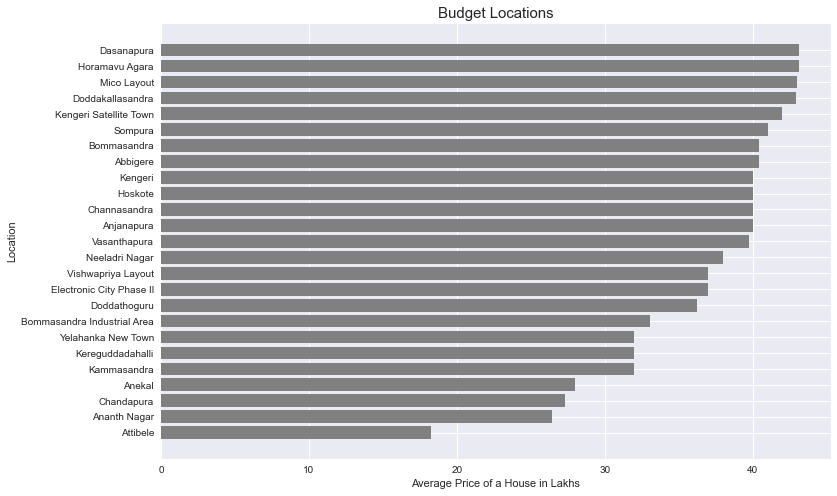 Budget Locations
Dasanapura
Horamavu Agara
Mico Layout
Doddakallasandra
Kengeri Satellite Town
Sompura
Bommasandra
Abbigere
Kengeri
Hoskote
Channasandra
Anjanapura
Vasanthapura
Neeladri Nagar
Vishwapriya Layout
Electronic City Phase II
Doddathoguru
Bommasandra Industrial Area
Yelahanka New Town
Kereguddadahalli
Kammasandra
Anekal
Chandapura
Ananth Nagar
Attibele
Location
0 10 20 30 40
Average Price of a House in Lakhs